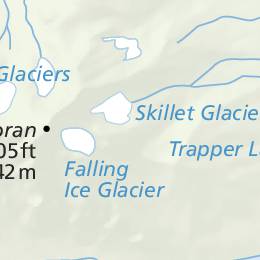 Glaciers
Skillet Glacie
oran
05 ft
Trapper L
42 m
Falling
Ice Glacier